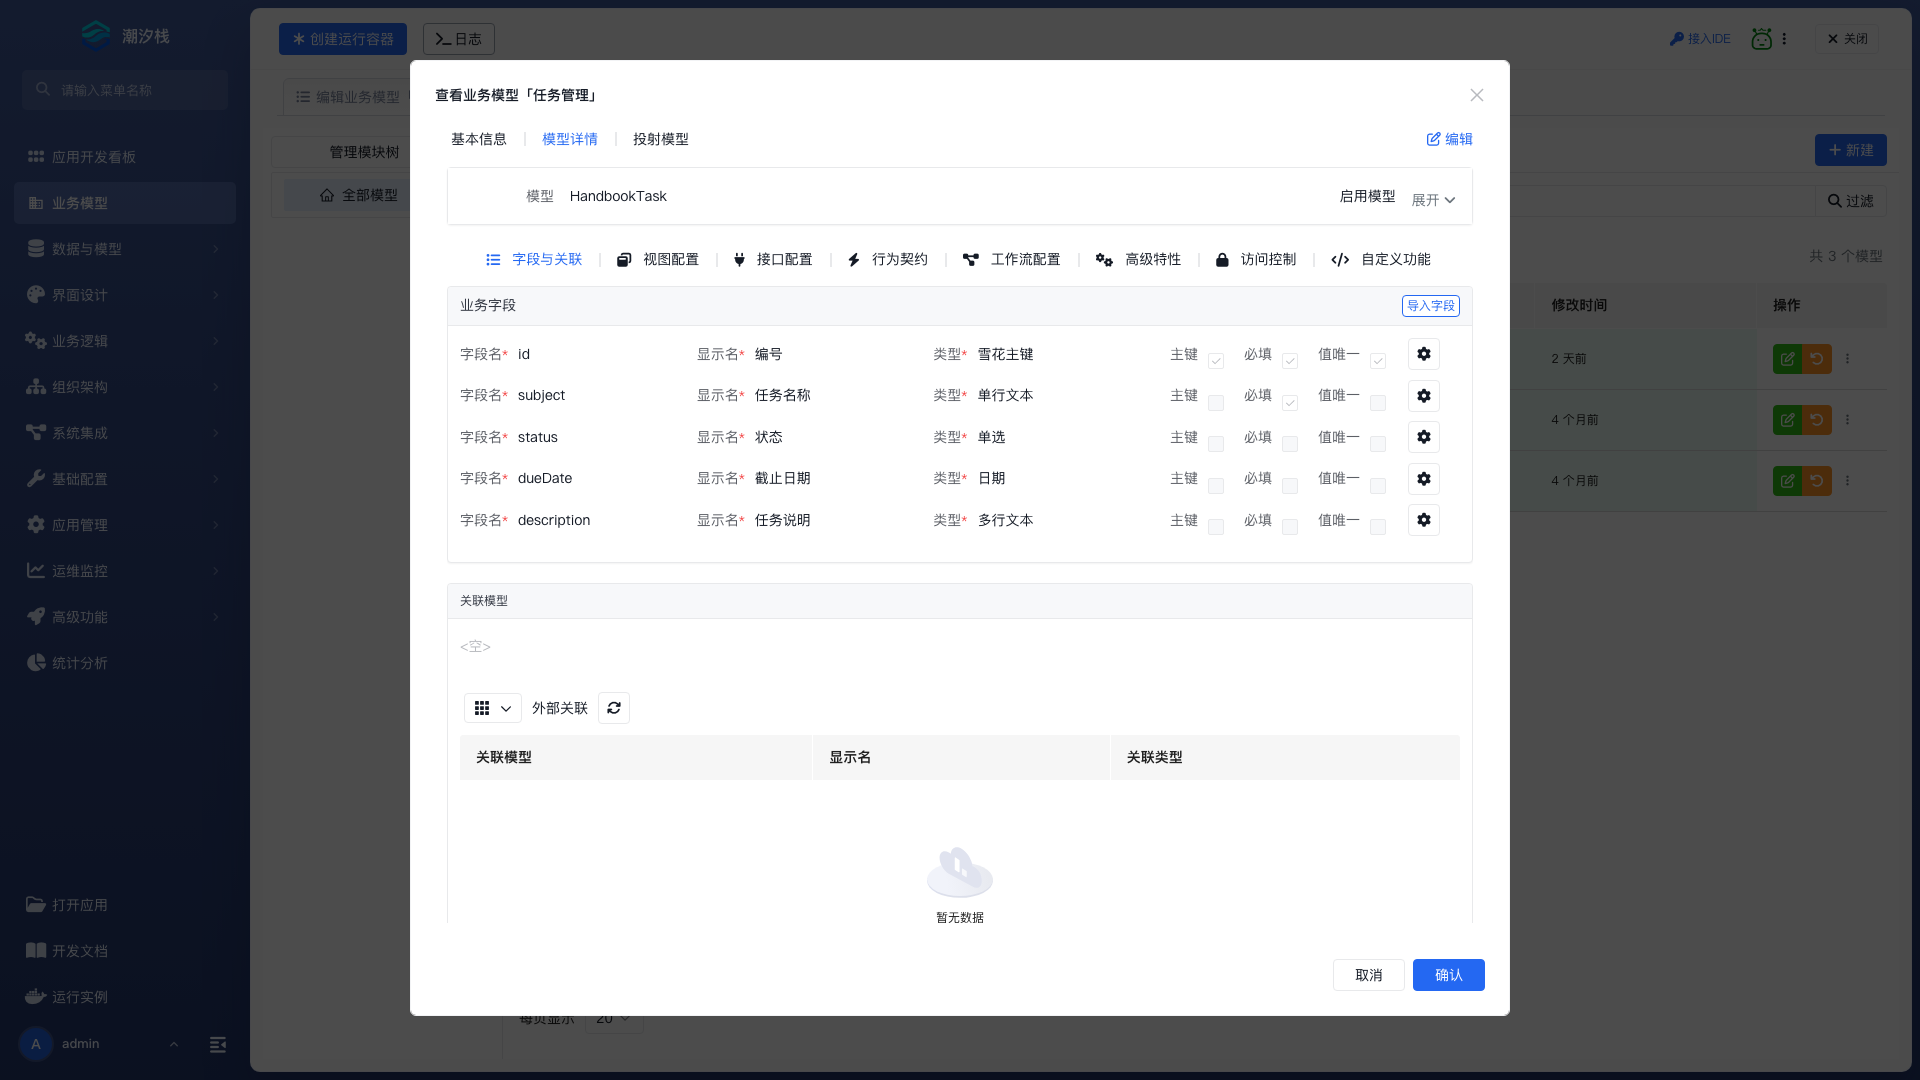 潮汐栈
请输入菜单名称
应用开发看板
业务模型
数据与模型
界面设计
业务逻辑
组织架构
系统集成
基础配置
应用管理
运维监控
高级功能
统计分析
打开应用
开发文档
运行实例
A admin
创建运行容器 日志
接入IDE 关闭
编辑业务模型
管理模块树
全部模型
新建
过滤
共 3 个模型
修改时间 操作
2 天前
4 个月前
4 个月前
每页显示 20
查看业务模型「任务管理」
基本信息 模型详情 投射模型 编辑
模型 HandbookTask 启用模型 展开
字段与关联 视图配置 接口配置 行为契约 工作流配置 高级特性 访问控制 自定义功能
业务字段 导入字段
字段名* id 显示名* 编号 类型* 雪花主键 主键 必填 值唯一
字段名* subject 显示名* 任务名称 类型* 单行文本 主键 必填 值唯一
字段名* status 显示名* 状态 类型* 单选 主键 必填 值唯一
字段名* dueDate 显示名* 截止日期 类型* 日期 主键 必填 值唯一
字段名* description 显示名* 任务说明 类型* 多行文本 主键 必填 值唯一
关联模型
<空>
外部关联
关联模型 显示名 关联类型
暂无数据
取消 确认